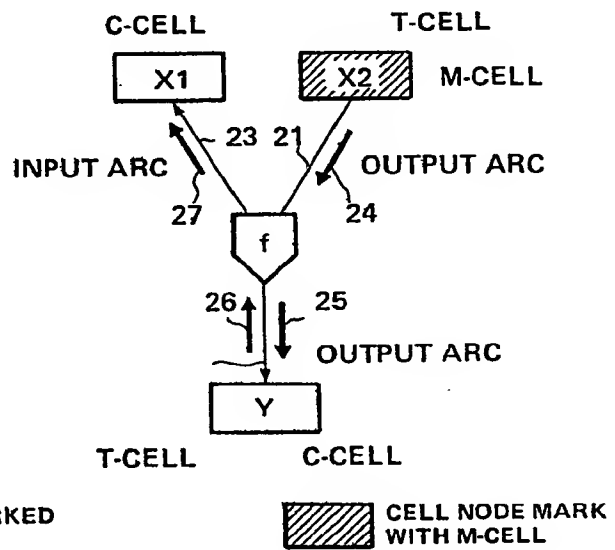 C-CELL T-CELL
X1 X2 M-CELL
23 21
INPUT ARC OUTPUT ARC
27 24
f
26 25
OUTPUT ARC
Y
T-CELL C-CELL
RKED CELL NODE MARK
WITH M-CELL